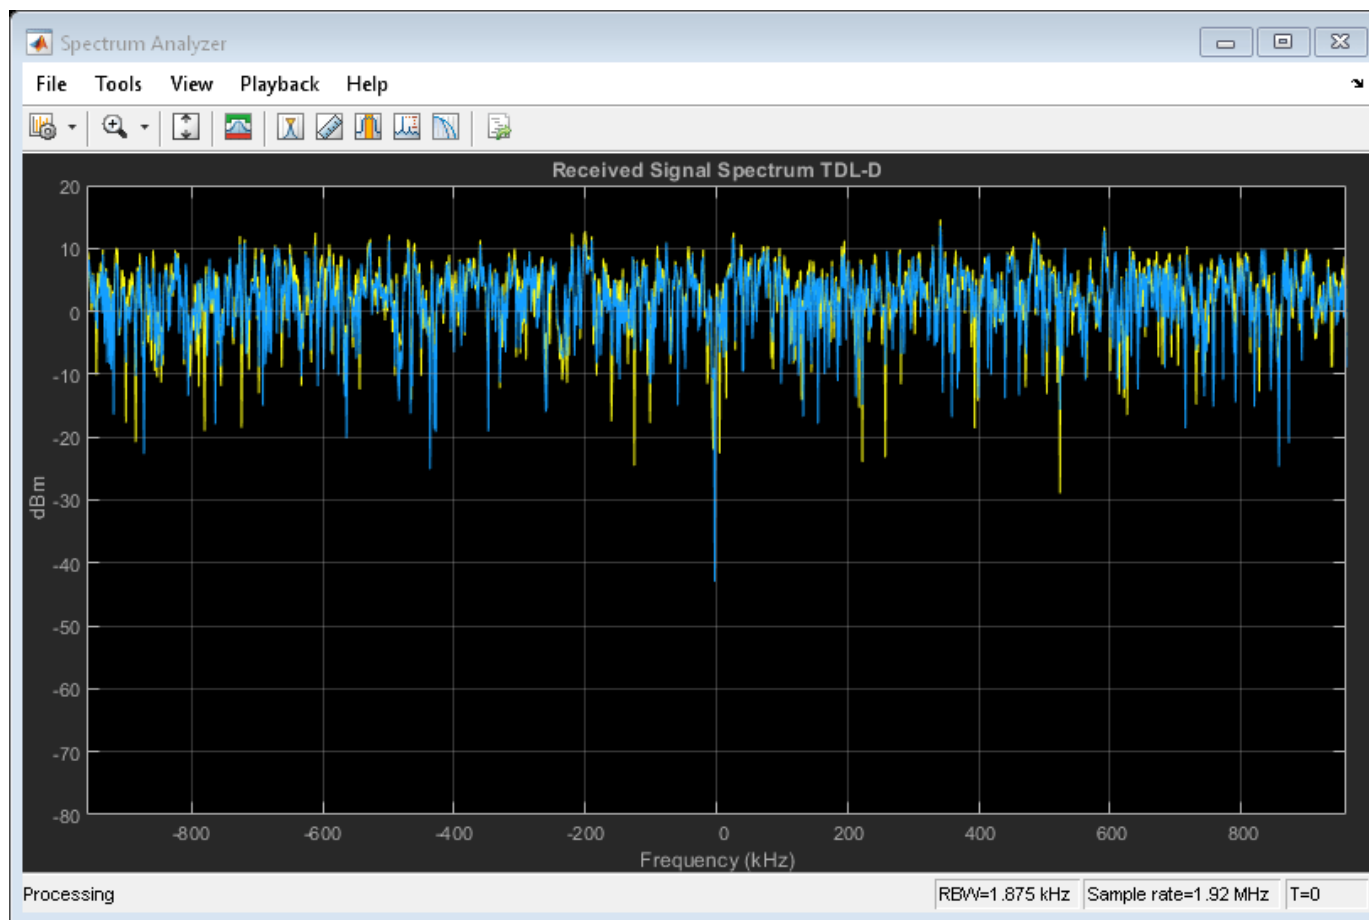 Spectrum Analyzer
File Tools View Playback Help
Received Signal Spectrum TDL-D
20
10
0
-10
-20
-30
-40
-50
-60
-70
-80
dBm
-800 -600 -400 -200 0 200 400 600 800
Frequency (kHz)
Processing RBW=1.875 kHz Sample rate=1.92 MHz T=0